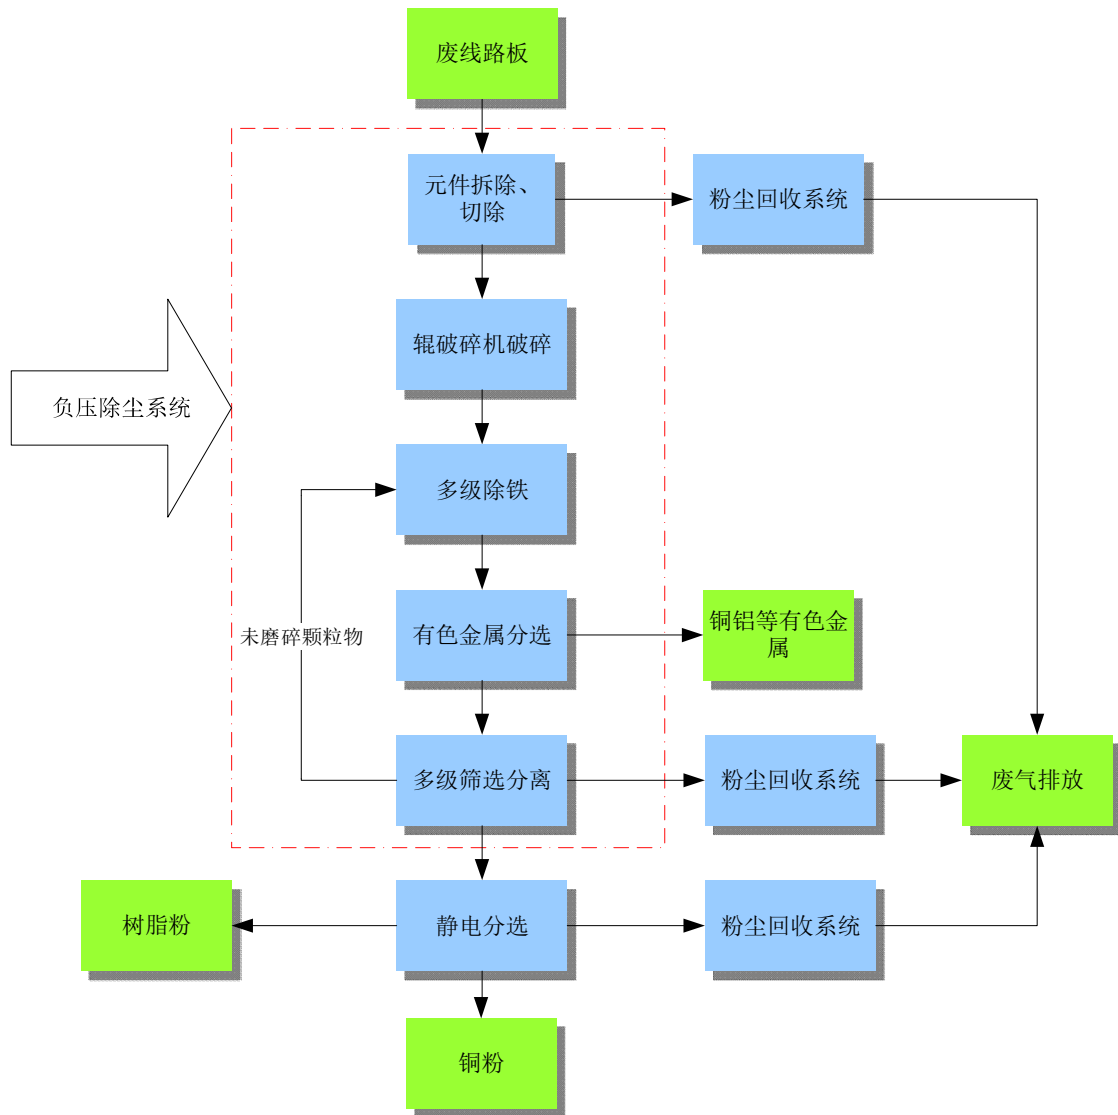 废线路板
元件拆除、
切除
粉尘回收系统
辊破碎机破碎
负压除尘系统
多级除铁
未磨碎颗粒物
有色金属分选
铜铝等有色金
属
多级筛选分离
粉尘回收系统
废气排放
树脂粉
静电分选
粉尘回收系统
铜粉